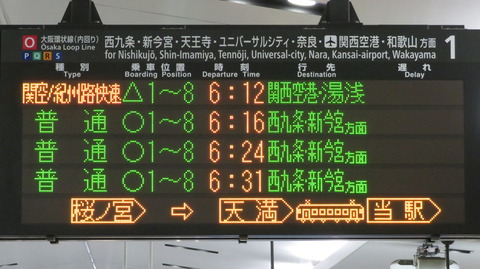 O 大阪環状線(内回り) 西九条・新今宮・天王寺・ユニバーサルシティ・奈良・関西空港・和歌山 方面 1
Osaka Loop Line for Nishikujō, Shin-Imamiya, Tennōji, Universal-city, Nara, Kansai-airport, Wakayama
P Q R S
種別 乗車位置 時刻 行先 遅れ
Type Boarding Position Departure Time Destination Delay
関空/紀州路快速 △1~8 6:12 関西空港・湯浅
普通 ○1~8 6:16 西九条・新今宮方面
普通 ○1~8 6:24 西九条・新今宮方面
普通 ○1~8 6:31 西九条・新今宮方面
桜ノ宮 ⇨ 天満 当駅